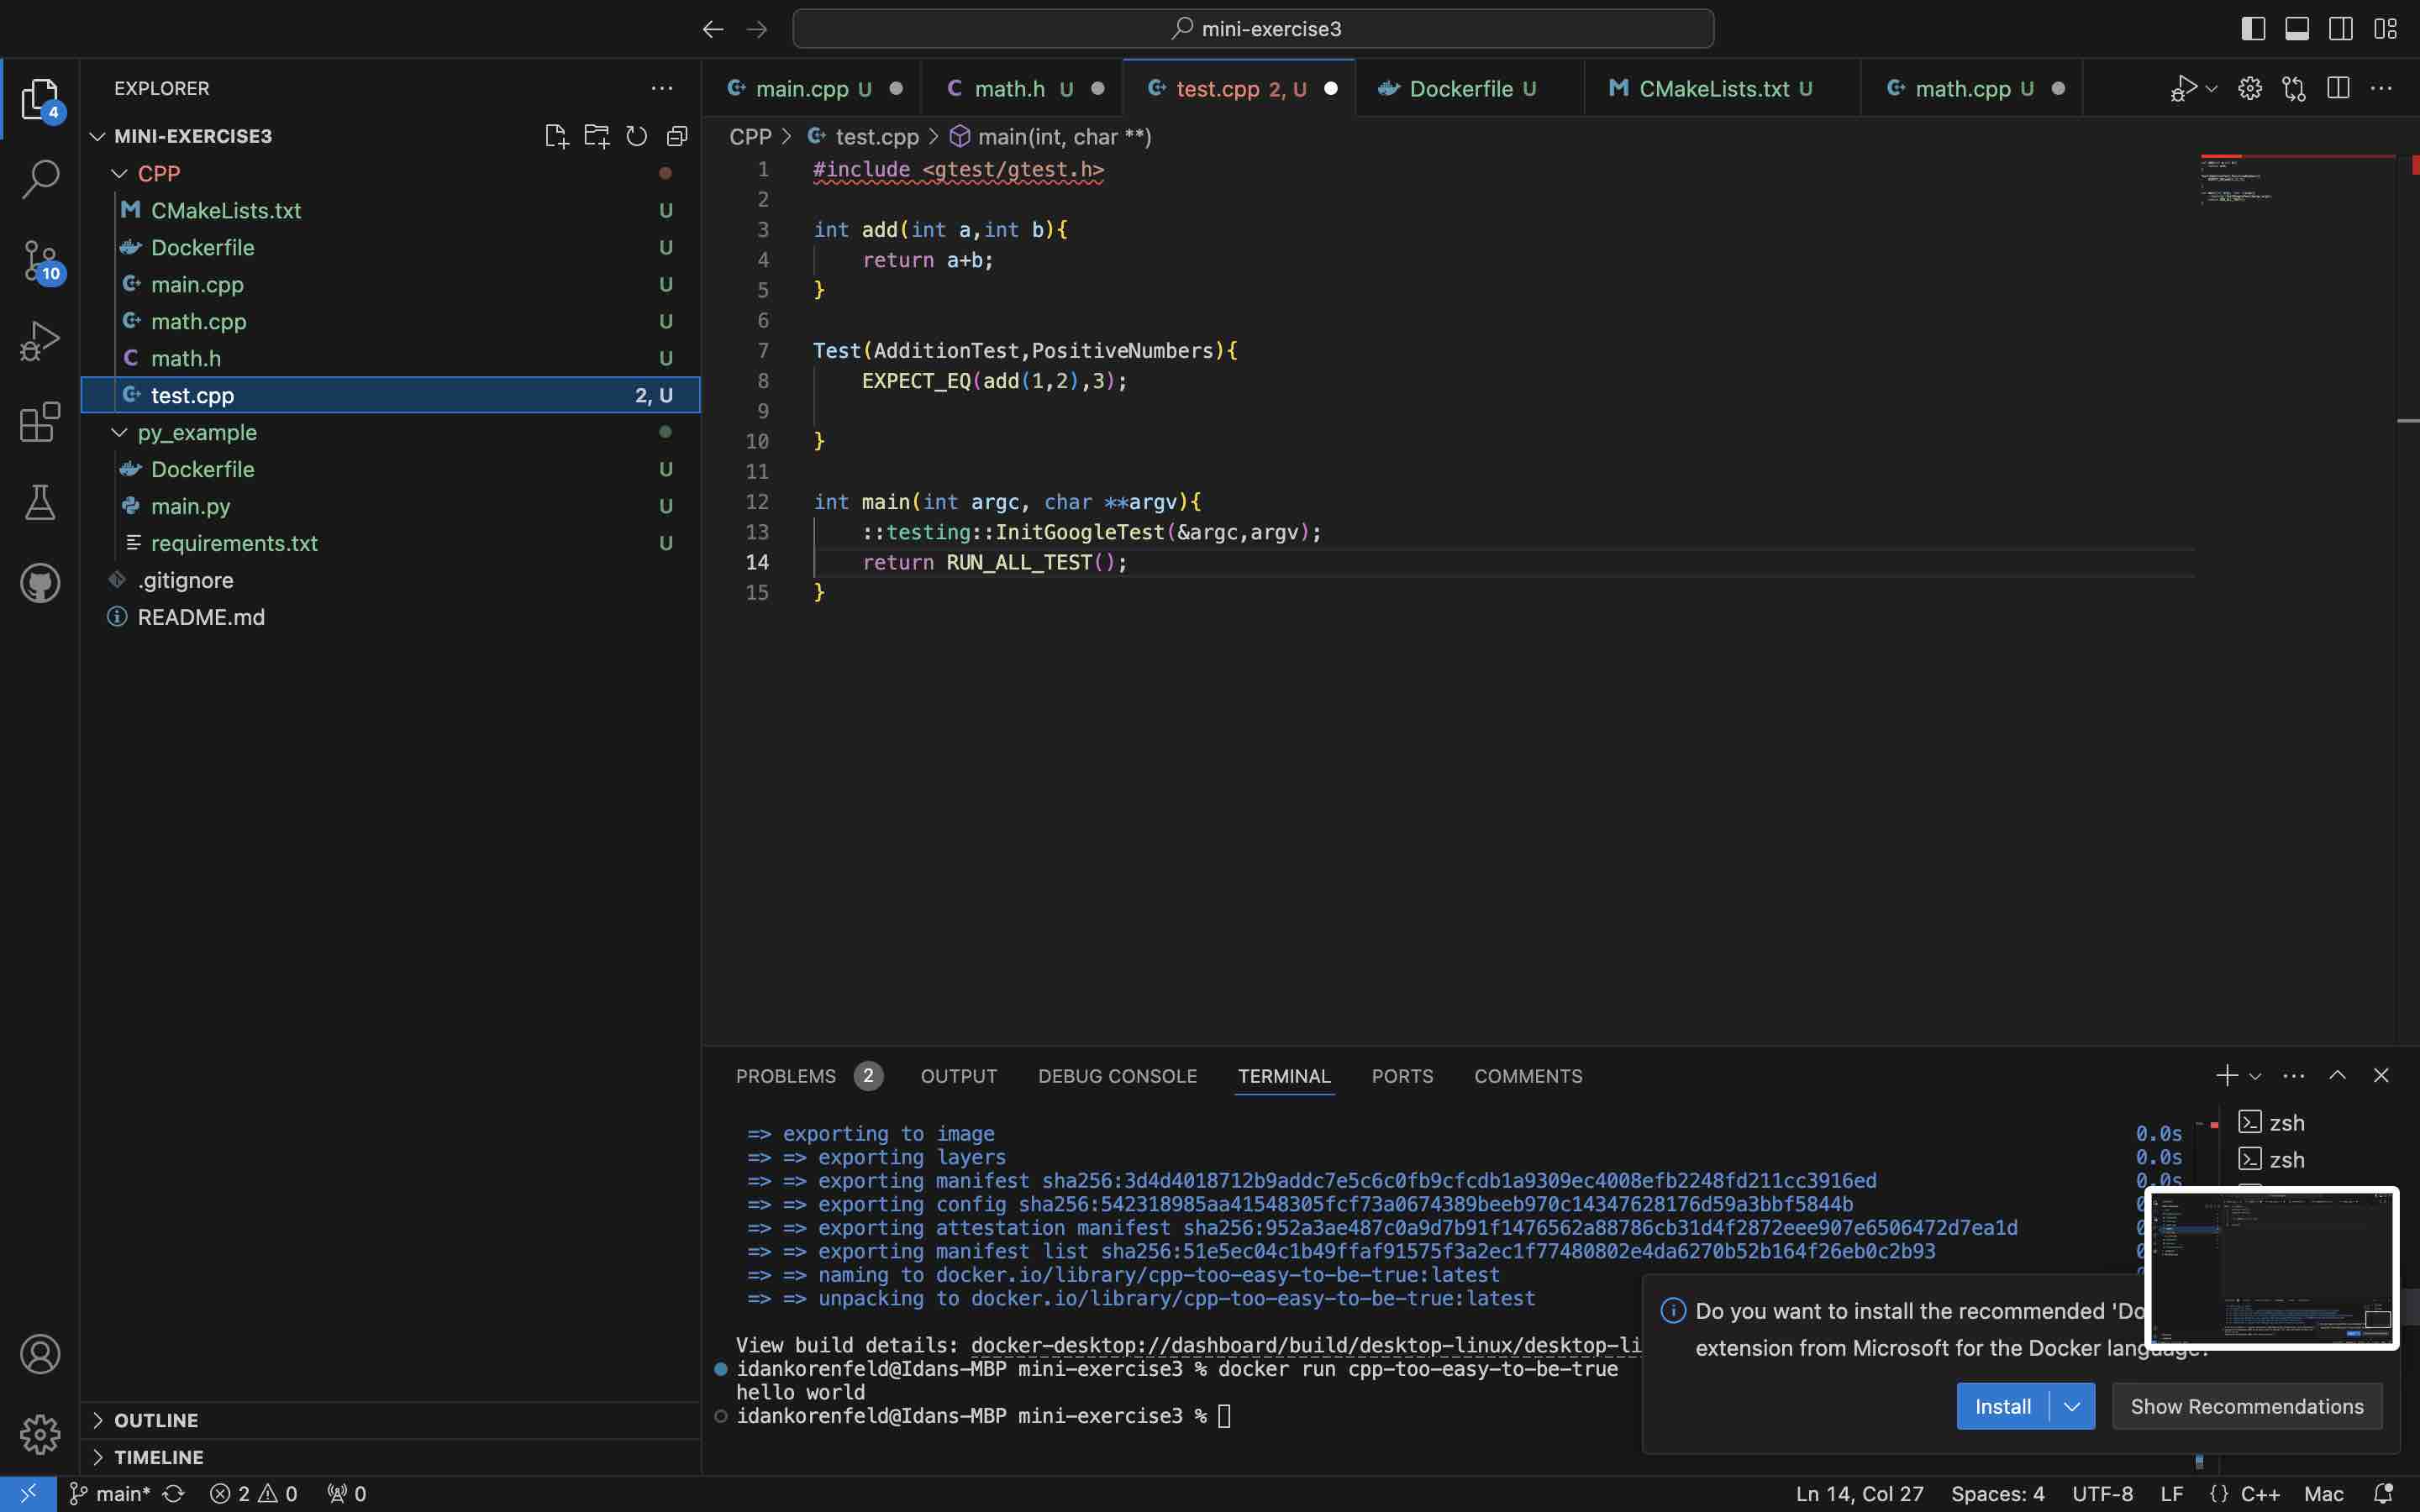 mini-exercise3
EXPLORER
MINI-EXERCISE3
CPP
CMakeLists.txt U
Dockerfile U
main.cpp U
math.cpp U
math.h U
test.cpp 2, U
py_example
Dockerfile U
main.py U
requirements.txt U
.gitignore
README.md
OUTLINE
TIMELINE
4
10
main.cpp U
math.h U
test.cpp 2, U
Dockerfile U
CMakeLists.txt U
math.cpp U
CPP > test.cpp > main(int, char **)
1 #include <gtest/gtest.h>
2
3 int add(int a,int b){
4 return a+b;
5 }
6
7 Test(AdditionTest,PositiveNumbers){
8 EXPECT_EQ(add(1,2),3);
9
10 }
11
12 int main(int argc, char **argv){
13 ::testing::InitGoogleTest(&argc,argv);
14 return RUN_ALL_TEST();
15 }
PROBLEMS 2 OUTPUT DEBUG CONSOLE TERMINAL PORTS COMMENTS
=> exporting to image 0.0s
=> => exporting layers 0.0s
=> => exporting manifest sha256:3d4d4018712b9addc7e5c6c0fb9cfcdb1a9309ec4008efb2248fd211cc3916ed 0.0s
=> => exporting config sha256:542318985aa41548305fcf73a0674389beeb970c14347628176d59a3bbf5844b 0
=> => exporting attestation manifest sha256:952a3ae487c0a9d7b91f1476562a88786cb31d4f2872eee907e6506472d7ea1d 0
=> => exporting manifest list sha256:51e5ec04c1b49ffaf91575f3a2ec1f77480802e4da6270b52b164f26eb0c2b93 0
=> => naming to docker.io/library/cpp-too-easy-to-be-true:latest
=> => unpacking to docker.io/library/cpp-too-easy-to-be-true:latest
View build details: docker-desktop://dashboard/build/desktop-linux/desktop-li
idankorenfeld@Idans-MBP mini-exercise3 % docker run cpp-too-easy-to-be-true
hello world
idankorenfeld@Idans-MBP mini-exercise3 %
zsh
zsh
Do you want to install the recommended 'Do
extension from Microsoft for the Docker language?
Install
Show Recommendations
main* 2 0 0
Ln 14, Col 27 Spaces: 4 UTF-8 LF {} C++ Mac